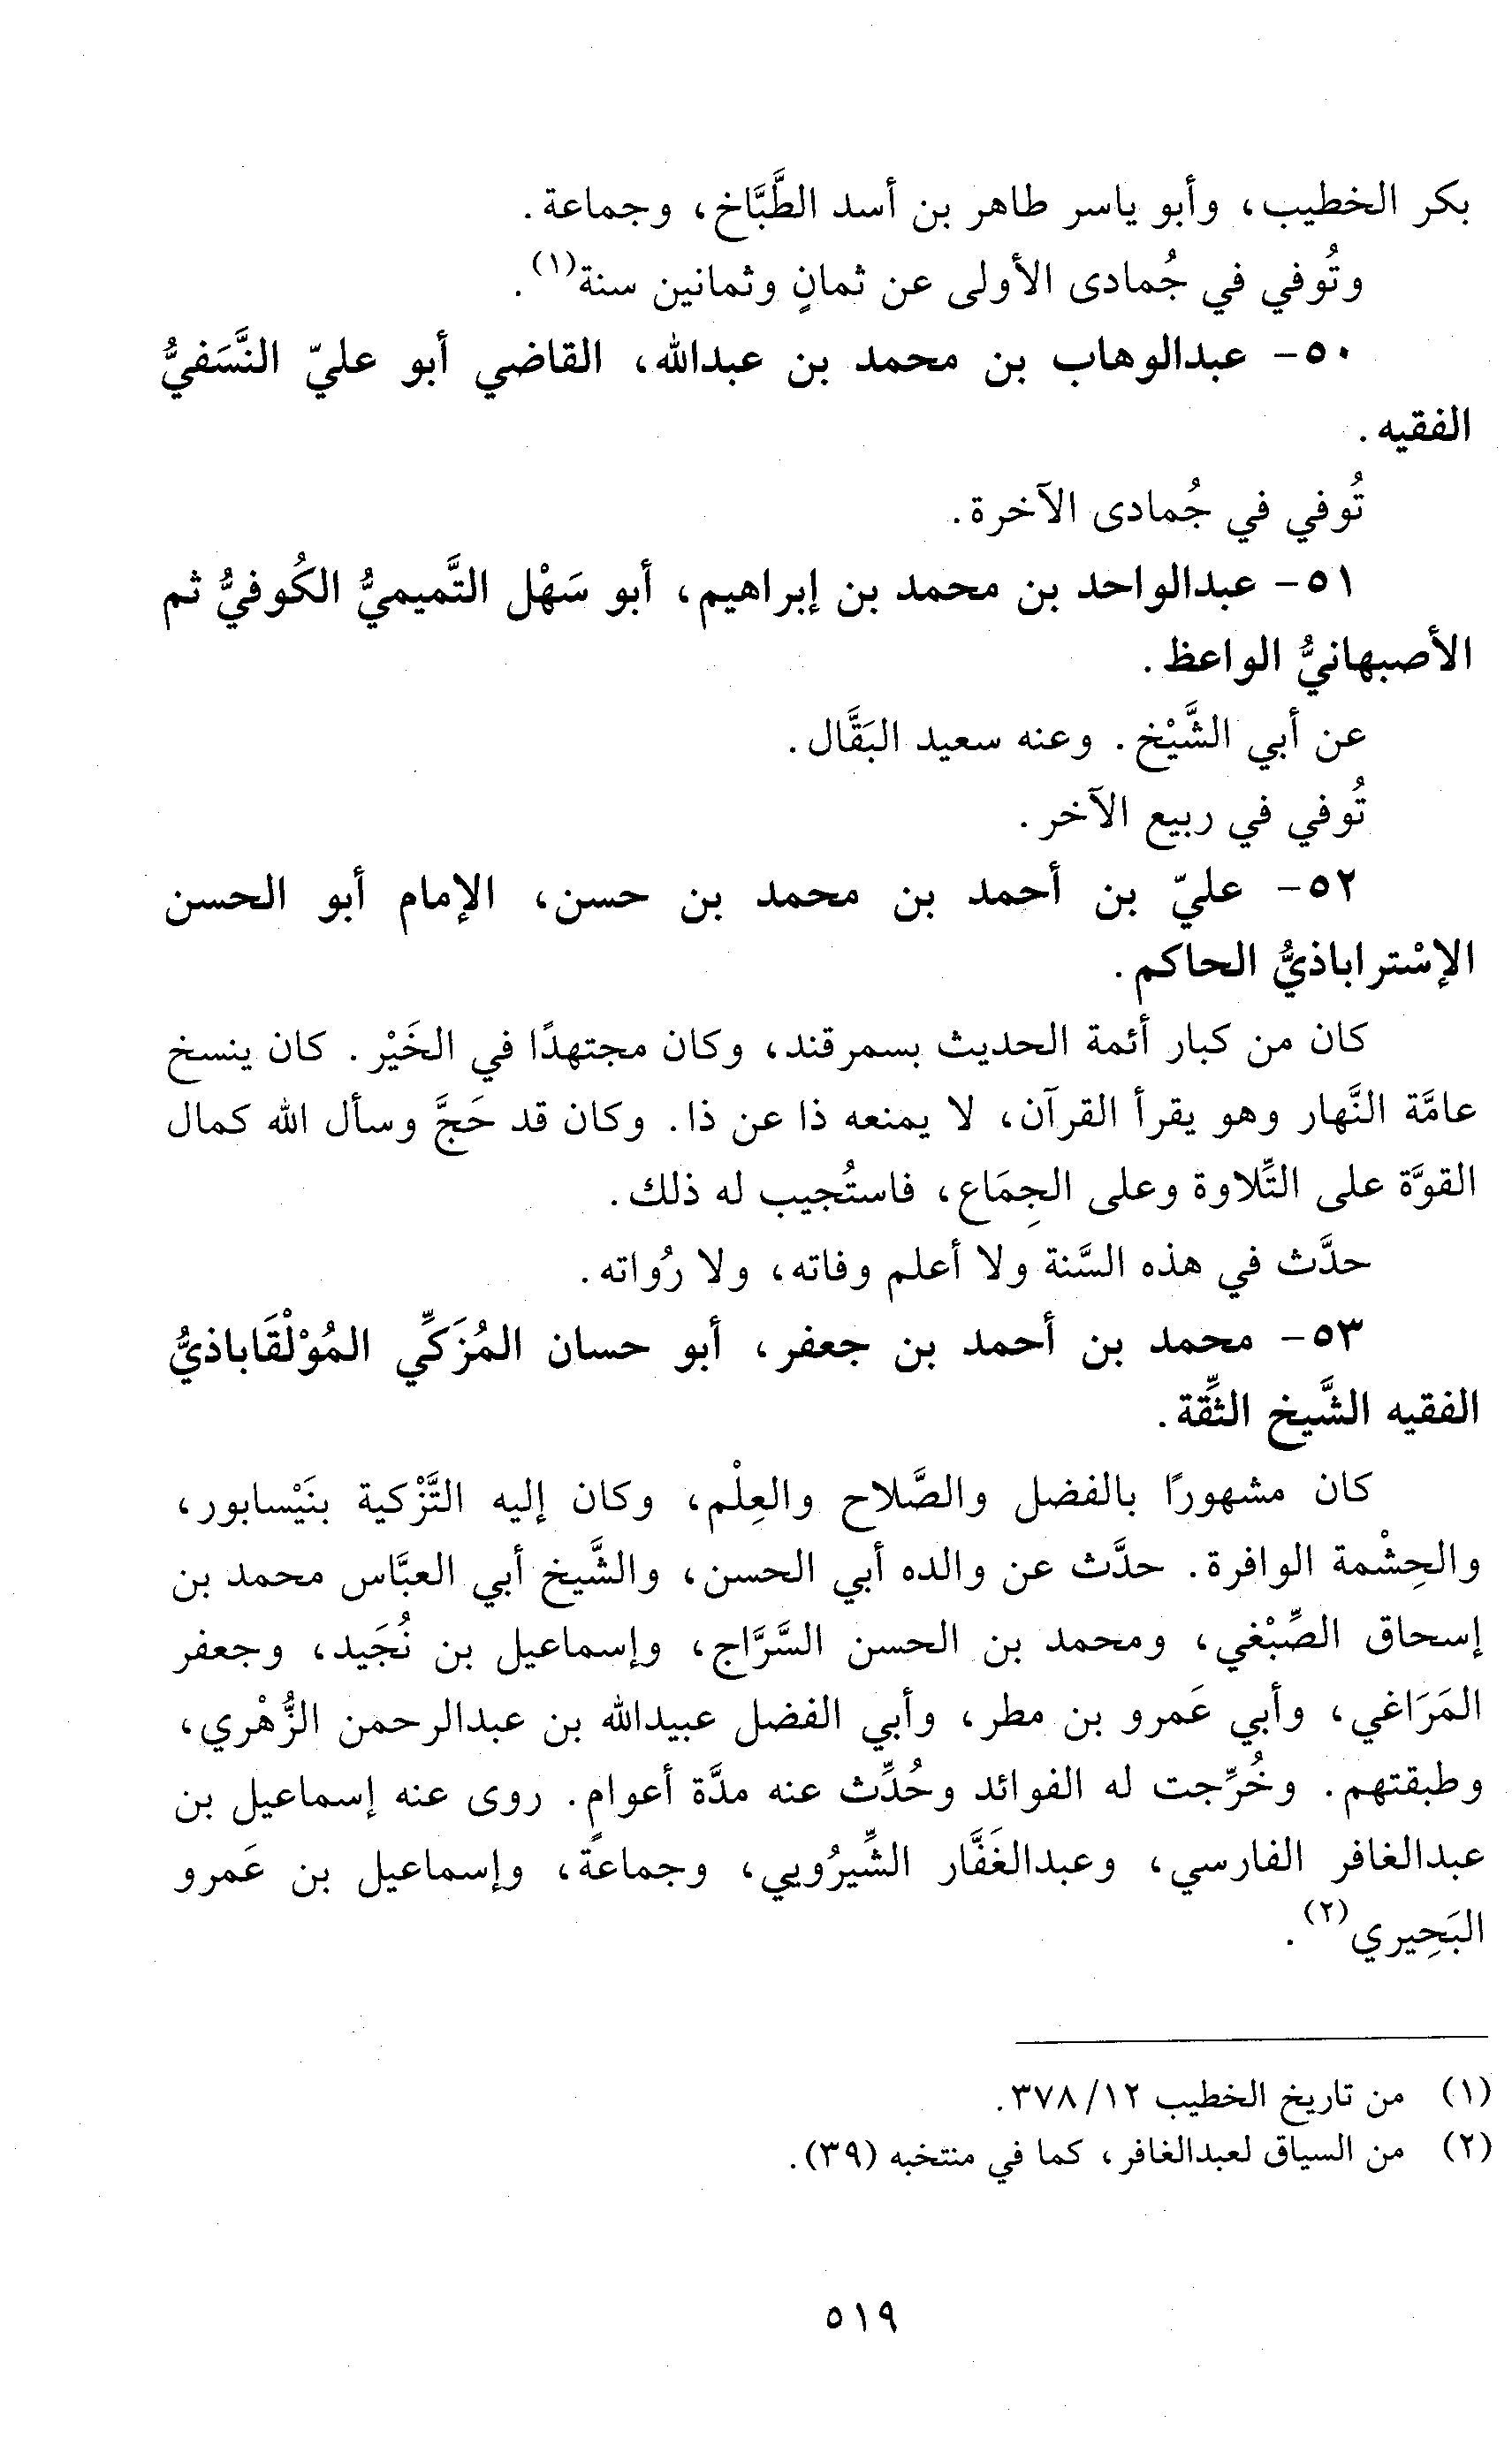 بكر الخطيب، وأبو ياسر طاهر بن أسد الطَّبَّاخ، وجماعة.
وتُوفي في جُمادى الأولى عن ثمانٍ وثمانين سنة(١).
٥٠- عبدالوهاب بن محمد بن عبدالله، القاضي أبو عليّ النَّسَفيُّ
الفقيه.
تُوفي في جُمادى الآخرة.
٥١- عبدالواحد بن محمد بن إبراهيم، أبو سَهْل التَّميميُّ الكُوفيُّ ثم
الأصبهانيُّ الواعظ.
عن أبي الشَّيْخ. وعنه سعيد البَقَّال.
تُوفي في ربيع الآخر.
٥٢- عليّ بن أحمد بن محمد بن حسن، الإمام أبو الحسن
الإسْتراباذيُّ الحاكم.
كان من كبار أئمة الحديث بسمرقند، وكان مجتهدًا في الخَيْر. كان ينسخ
عامَّة النَّهار وهو يقرأ القرآن، لا يمنعه ذا عن ذا. وكان قد حَجَّ وسأل الله كمال
القوَّة على التِّلاوة وعلى الجِمَاع، فاستُجيب له ذلك.
حدَّث في هذه السَّنة ولا أعلم وفاته، ولا رُواته.
٥٣- محمد بن أحمد بن جعفر، أبو حسان المُزَكِّي المُوْلْقَاباذيُّ
الفقيه الشَّيخ الثِّقة.
كان مشهورًا بالفضل والصَّلاح والعِلْم، وكان إليه التَّزْكية بنَيْسابور،
والحِشْمة الوافرة. حدَّث عن والده أبي الحسن، والشَّيخ أبي العبَّاس محمد بن
إسحاق الصِّبْغي، ومحمد بن الحسن السَّرَّاج، وإسماعيل بن نُجَيد، وجعفر
المَرَاغي، وأبي عَمرو بن مطر، وأبي الفضل عبيدالله بن عبدالرحمن الزُّهْري،
وطبقتهم. وخُرِّجت له الفوائد وحُدِّث عنه مدَّة أعوامٍ. روى عنه إسماعيل بن
عبدالغافر الفارسي، وعبدالغَفَّار الشِّيرُويي، وجماعة، وإسماعيل بن عَمرو
البَحِيري(٢).
(١) من تاريخ الخطيب ١٢/ ٣٧٨.
(٢) من السياق لعبدالغافر، كما في منتخبه (٣٩).
٥١٩